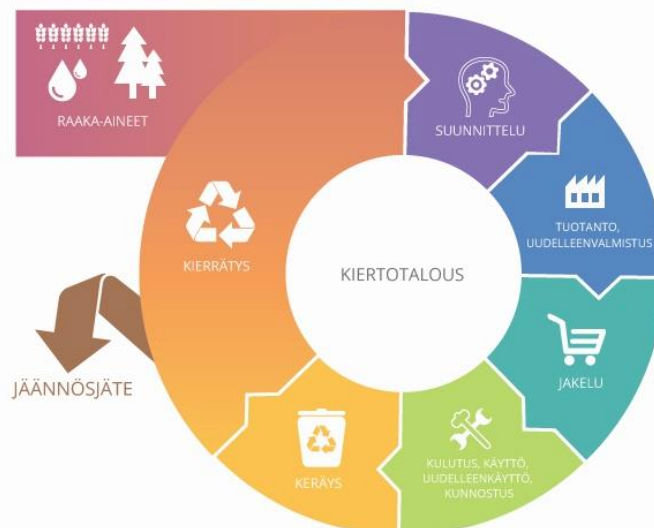 RAAKA-AINEET
SUUNNITTELU
TUOTANTO,
UUDELLEENVALMISTUS
KIERRÄTYS
KIERTOTALOUS
JAKELU
JÄÄNNÖSJÄTE
KERÄYS
KULUTUS, KÄYTTÖ,
UUDELLEENKÄYTTÖ,
KUNNOSTUS